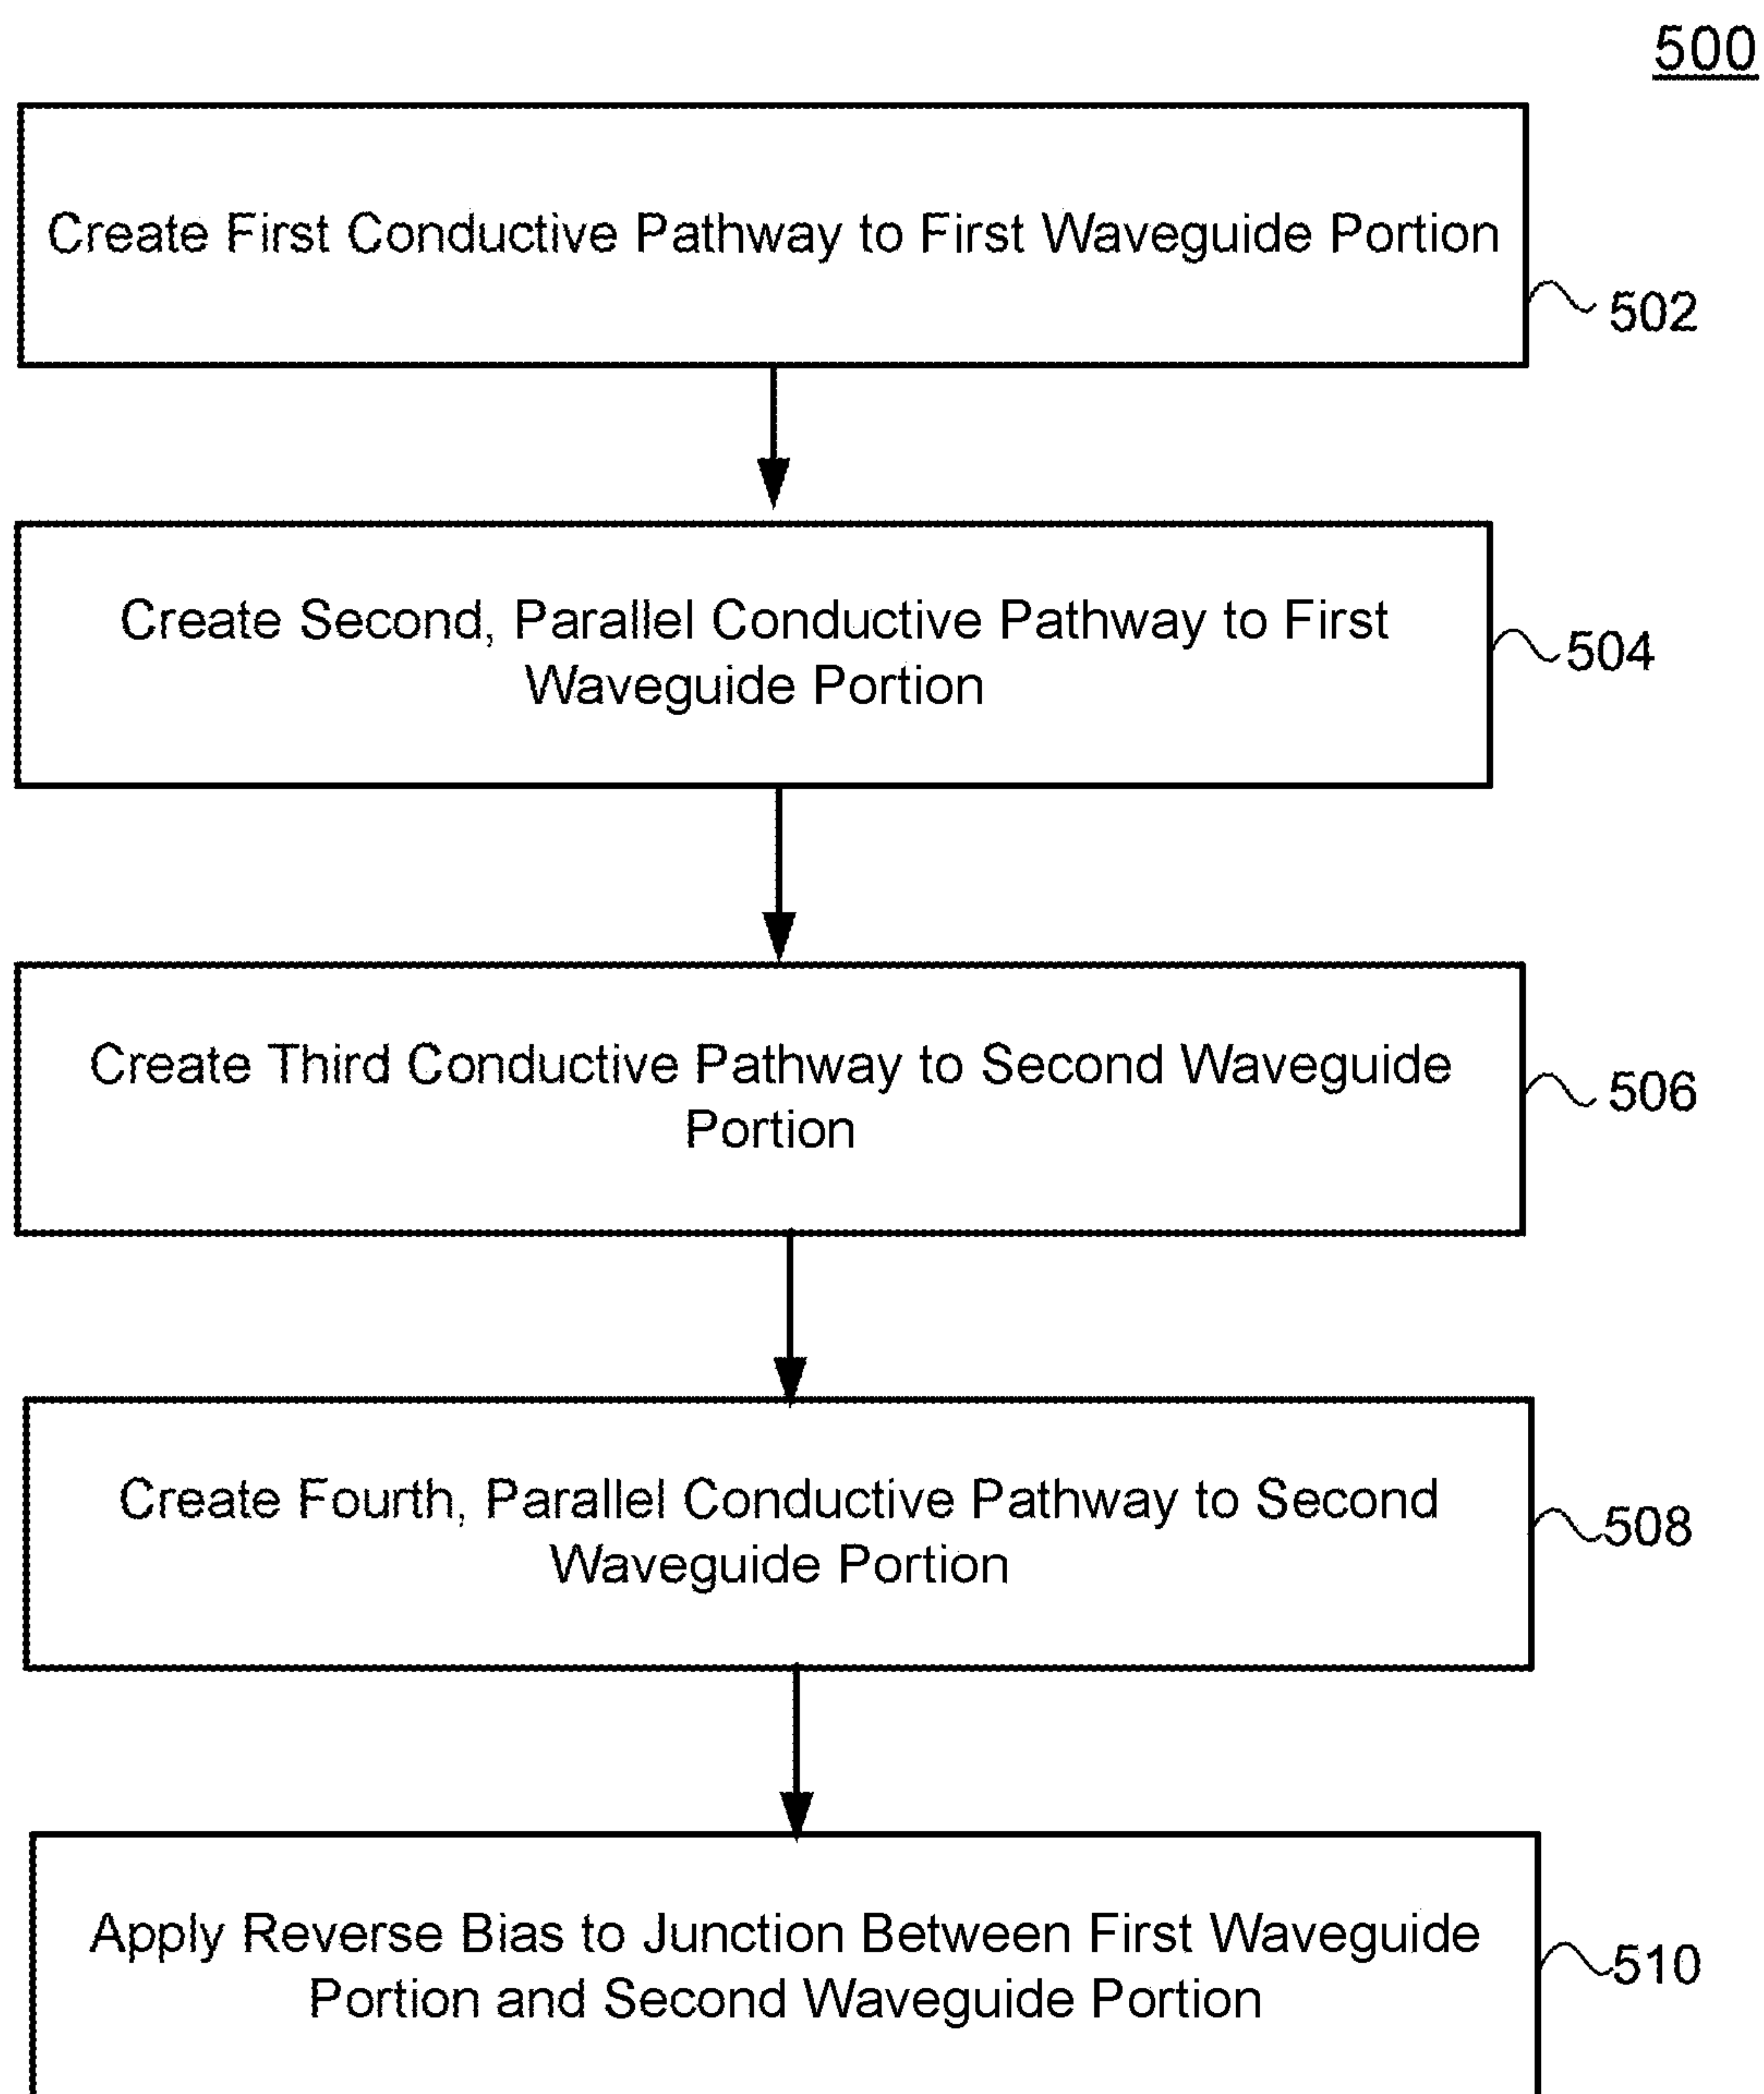 500
Create First Conductive Pathway to First Waveguide Portion
502
Create Second, Parallel Conductive Pathway to First
Waveguide Portion
504
Create Third Conductive Pathway to Second Waveguide
Portion
506
Create Fourth, Parallel Conductive Pathway to Second
Waveguide Portion
508
Apply Reverse Bias to Junction Between First Waveguide
Portion and Second Waveguide Portion
510